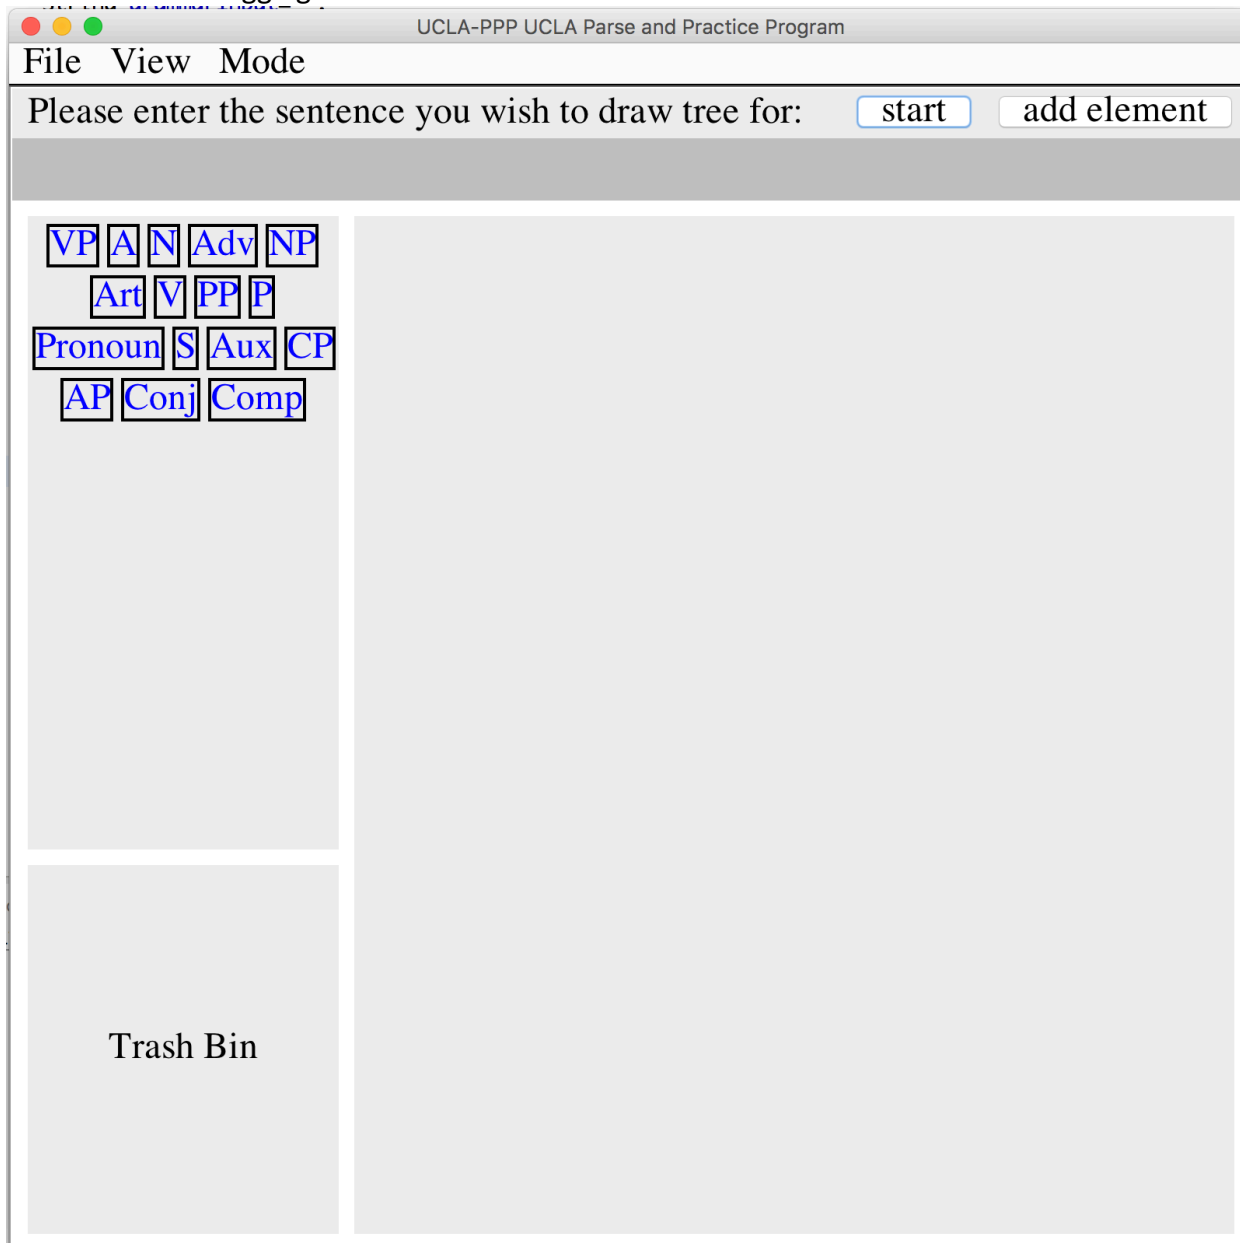 UCLA-PPP UCLA Parse and Practice Program
File View Mode
Please enter the sentence you wish to draw tree for: start add element
VP A N Adv NP
Art V PP P
Pronoun S Aux CP
AP Conj Comp
Trash Bin